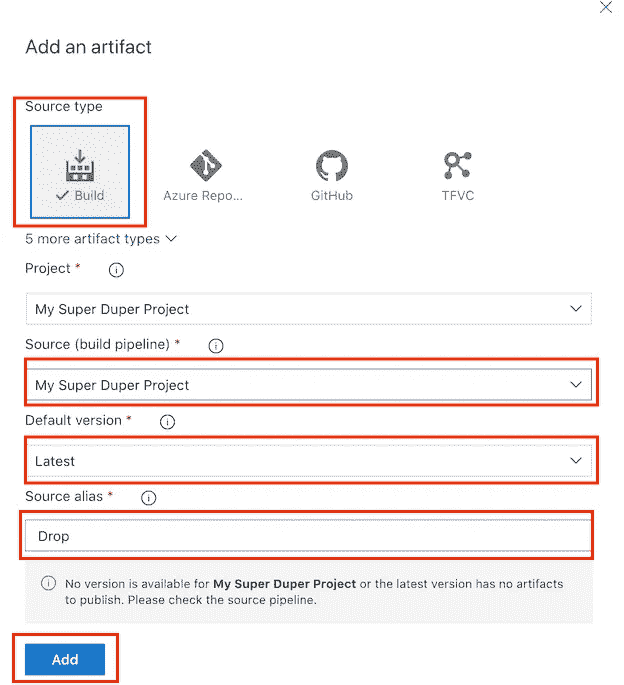 Add an artifact
Source type
Build
Azure Repo...
GitHub
TFVC
5 more artifact types
Project *
My Super Duper Project
Source (build pipeline) *
My Super Duper Project
Default version *
Latest
Source alias *
Drop
No version is available for My Super Duper Project or the latest version has no artifacts
to publish. Please check the source pipeline.
Add